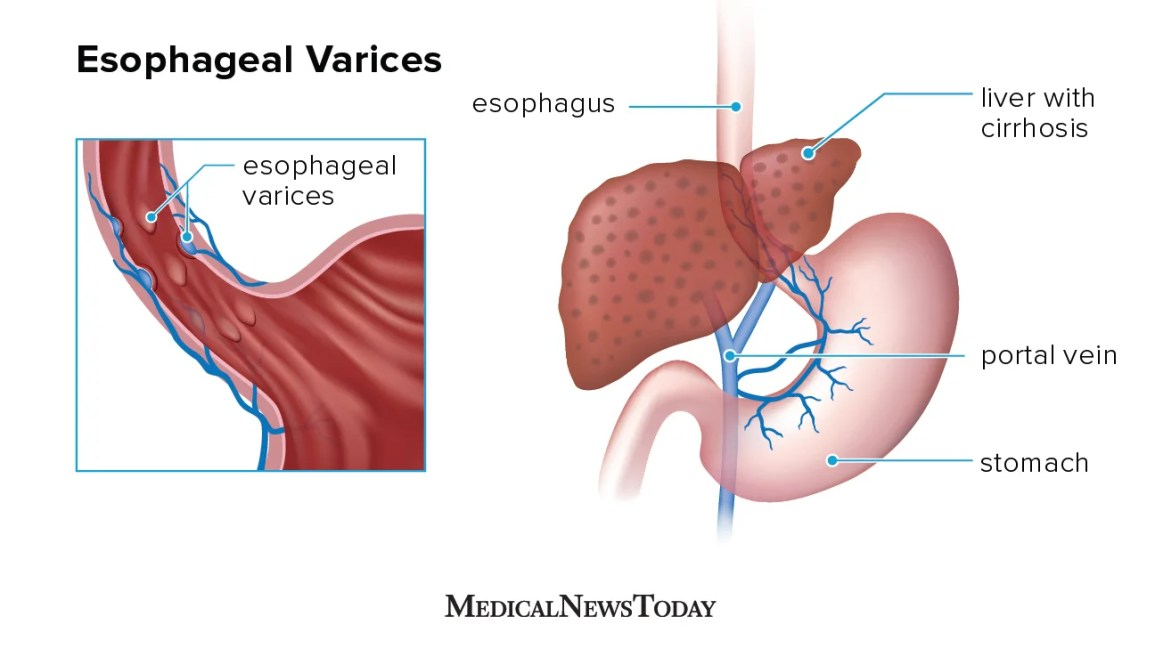 Esophageal Varices
esophageal
varices
esophagus
liver with
cirrhosis
portal vein
stomach
MEDICALNEWSTODAY